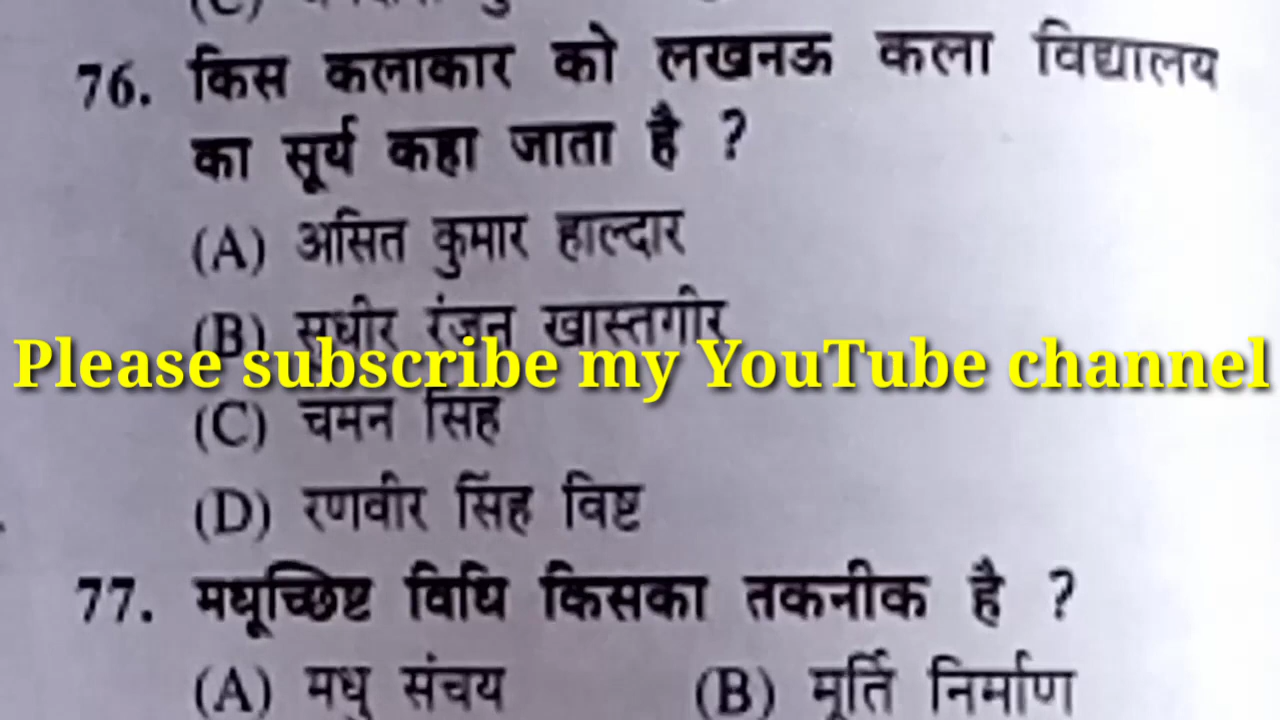 (C)
76. किस कलाकार को लखनऊ कला विद्यालय
का सूर्य कहा जाता है ?
(A) असित कुमार हाल्दार
(B) सुधीर रंजन खास्तगीर
Please subscribe my YouTube channel
(C) चमन सिंह
(D) रणवीर सिंह विष्ट
77. मधूच्छिष्ट विधि किसका तकनीक है ?
(A) मधु संचय (B) मूर्ति निर्माण